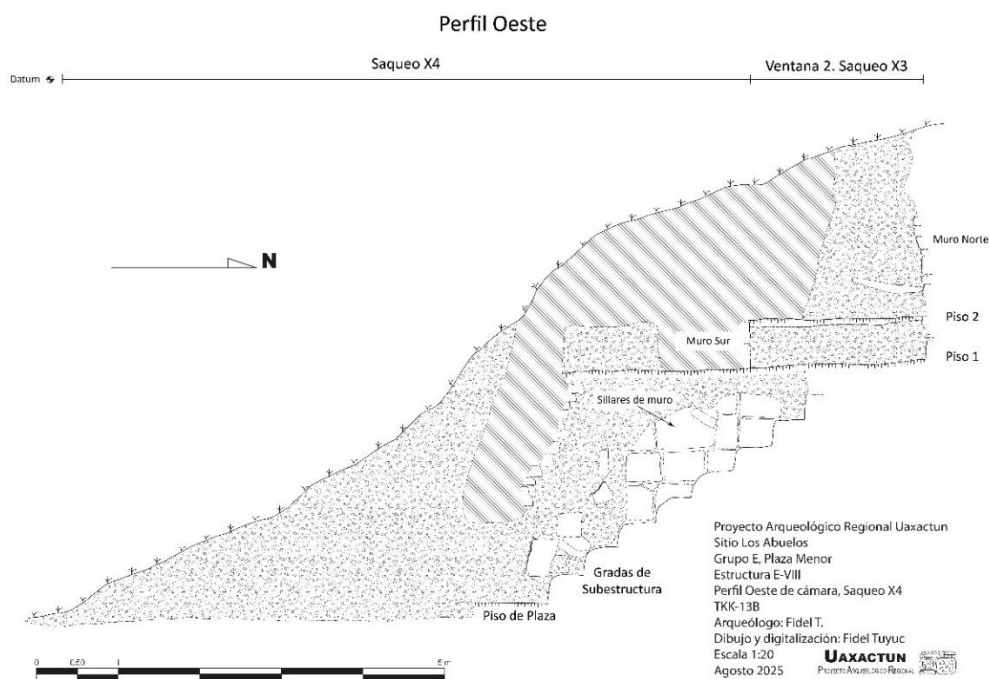 Perfil Oeste
Saqueo X4
Ventana 2. Saqueo X3
Datum
N
Muro Norte
Piso 2
Muro Sur
Piso 1
Sillares de muro
Gradas de
Subestructura
Piso de Plaza
Proyecto Arqueológico Regional Uaxactun
Sitio Los Abuelos
Grupo E, Plaza Menor
Estructura E-VIII
Perfil Oeste de cámara, Saqueo X4
TKK-13B
Arqueólogo: Fidel T.
Dibujo y digitalización: Fidel Tuyuc
Escala 1:20
Agosto 2025
UAXACTUN
PROYECTO ARQUEOLÓGICO REGIONAL
0 0.50 1 5 m